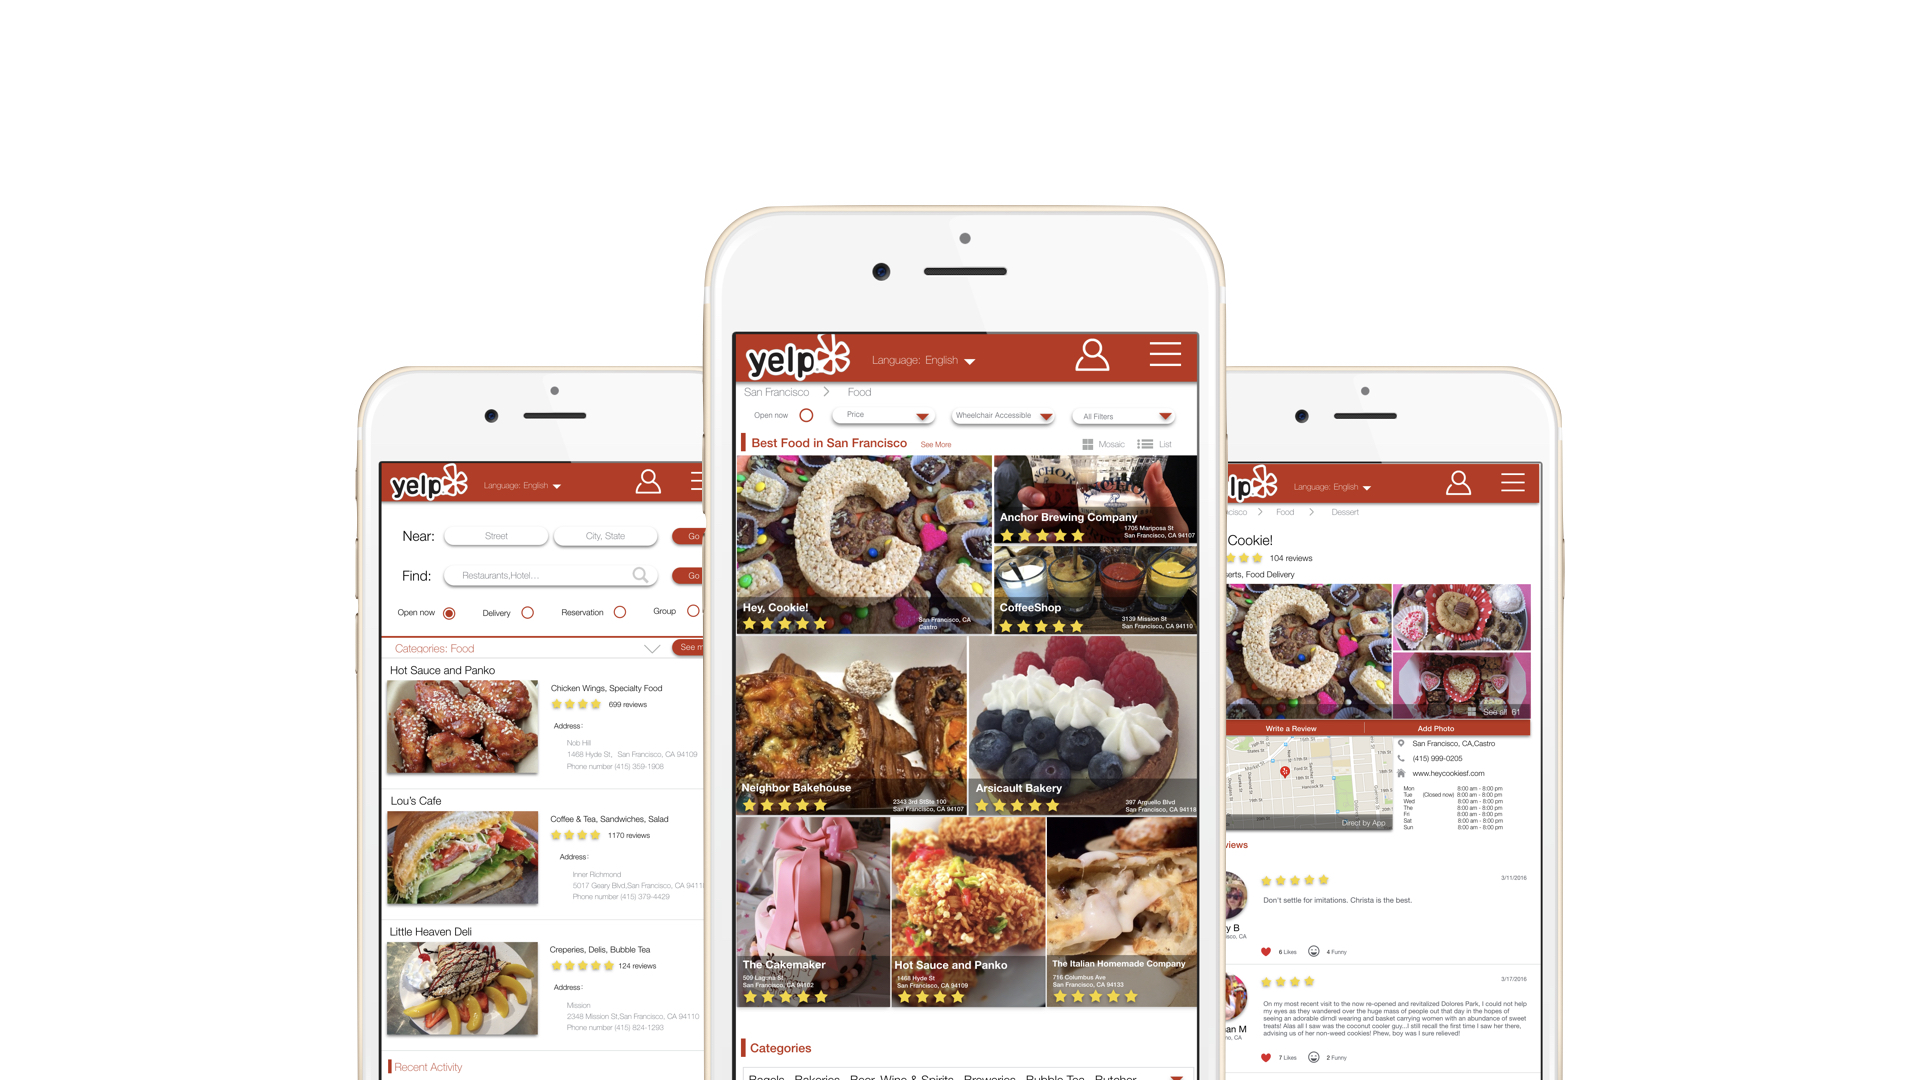 yelp
Language: English
Near:
Street
City, State
Go
Find:
Restaurants,Hotel...
Go
Open now
Delivery
Reservation
Group
Categories: Food
See m
Hot Sauce and Panko
Chicken Wings, Specialty Food
699 reviews
Address:
Nob Hill
1468 Hyde St, San Francisco, CA 94109
Phone number (415) 359-1908
Lou's Cafe
Coffee & Tea, Sandwiches, Salad
1170 reviews
Address:
Inner Richmond
5017 Geary Blvd,San Francisco, CA 9411
Phone number (415) 379-4429
Little Heaven Deli
Creperies, Delis, Bubble Tea
124 reviews
Address:
Mission
2348 Mission St,San Francisco, CA 94110
Phone number (415) 824-1293
Recent Activity
yelp
Language: English
San Francisco > Food
Open now
Price
Wheelchair Accessible
All Filters
Best Food in San Francisco
See More
Mosaic
List
Hey, Cookie!
San Francisco, CA
Castro
Anchor Brewing Company
1705 Mariposa St
San Francisco, CA 94107
CoffeeShop
3139 Mission St
San Francisco, CA 94110
Neighbor Bakehouse
2343 3rd StSte 100
San Francisco, CA 94107
Arsicault Bakery
397 Arguello Blvd
San Francisco, CA 94118
The Cakemaker
509 Laguna St
San Francisco, CA 94102
Hot Sauce and Panko
1468 Hyde St
San Francisco, CA 94109
The Italian Homemade Company
716 Columbus Ave
San Francisco, CA 94133
Categories
Bagels Bakeries Beer, Wine & Spirits Breweries Bubble Tea Butcher
lp
Language: English
cisco > Food > Dessert
Cookie!
104 reviews
erts, Food Delivery
See all 61
Write a Review
Add Photo
Direct by App
San Francisco, CA,Castro
(415) 999-0205
www.heycookiesf.com
Mon 8:00 am - 8:00 pm
Tue (Closed now) 8:00 am - 8:00 pm
Wed 8:00 am - 8:00 pm
The 8:00 am - 8:00 pm
Fri 8:00 am - 8:00 pm
Sat 8:00 am - 8:00 pm
Sun 8:00 am - 8:00 pm
views
3/11/2016
Don't settle for imitations. Christa is the best.
y B
sco, CA
6 Likes
4 Funny
3/17/2016
On my most recent visit to the now re-opened and revitalized Dolores Park, I could not help
my eyes as they wandered over the huge mass of people out that day in the hopes of
seeing an adorable dirndl wearing and basket carrying women with an abundance of sweet
treats! Alas all I saw was the coconut cooler guy...I still recall the first time I saw her there,
advising us of her non-weed cookies! Phew, boy was I sure relieved!
an M
o, CA
7 Likes
2 Funny